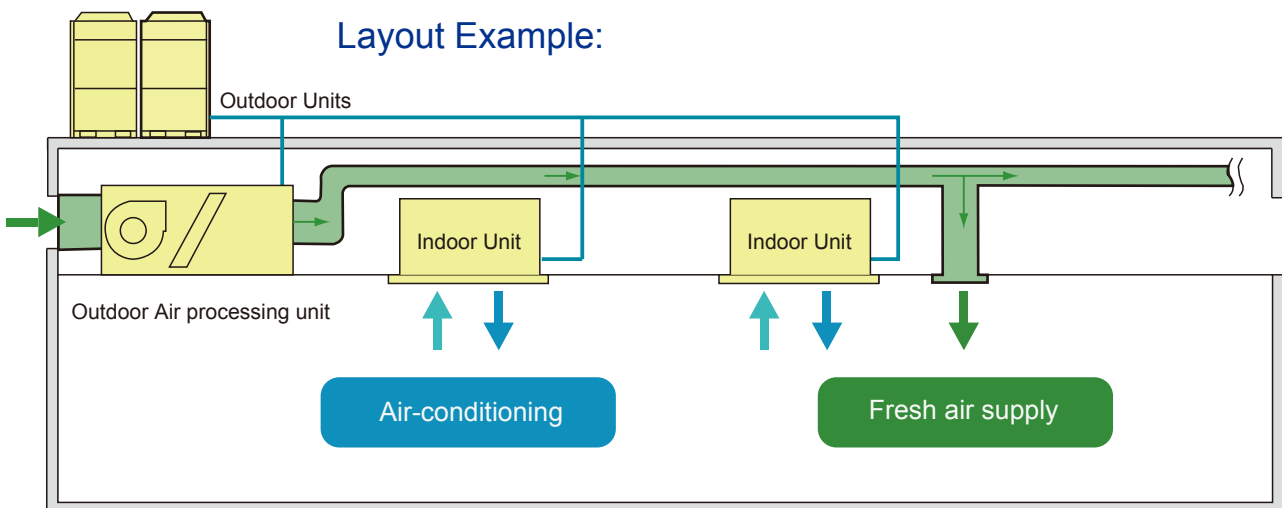 Layout Example:
Outdoor Units
Indoor Unit
Indoor Unit
Outdoor Air processing unit
Air-conditioning
Fresh air supply